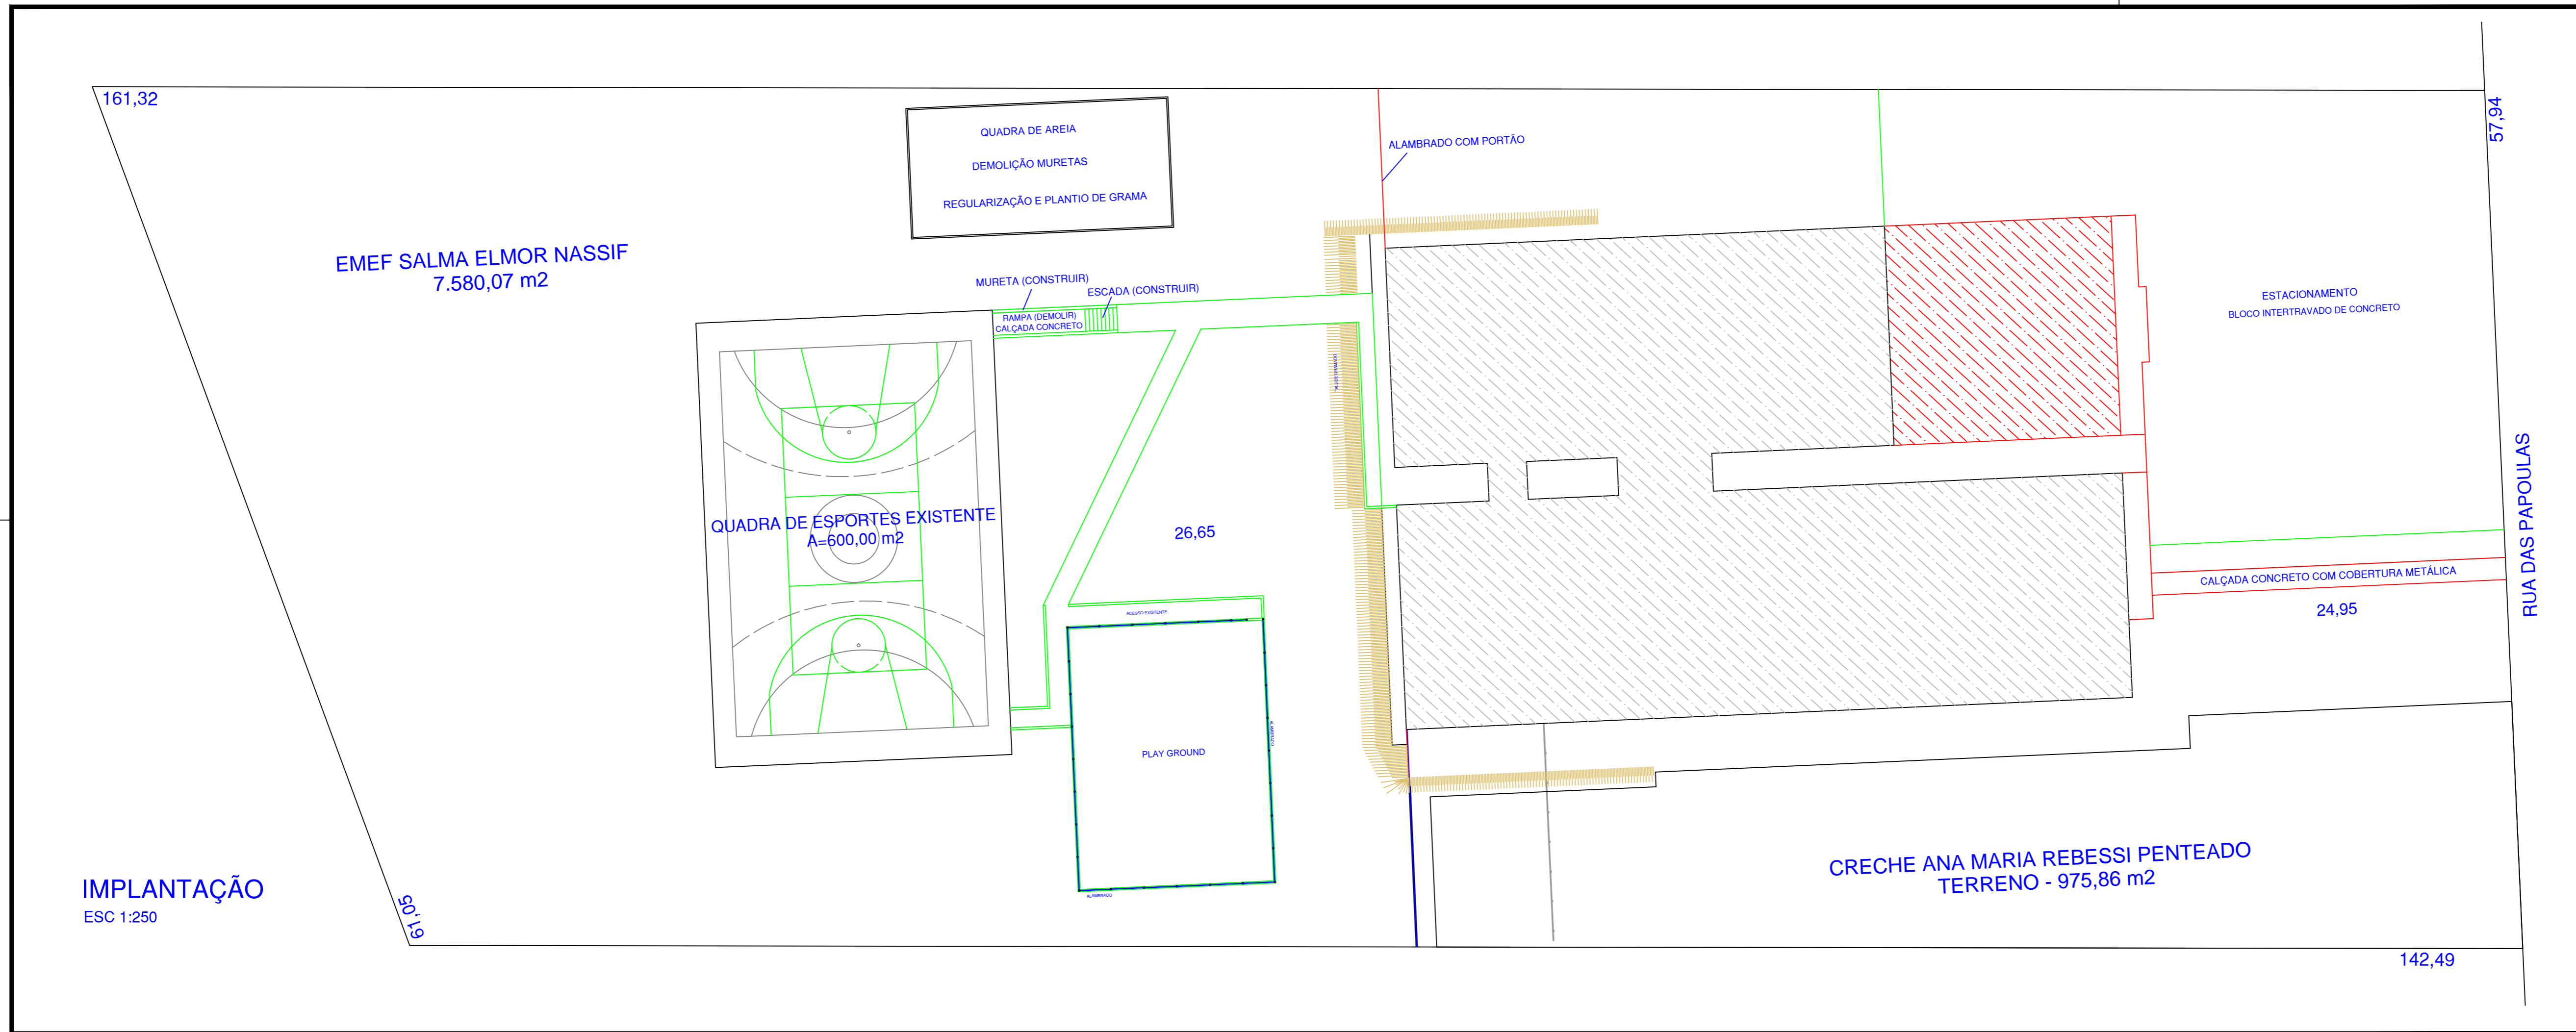 161,32
57,94
QUADRA DE AREIA
DEMOLIÇÃO MURETAS
REGULARIZAÇÃO E PLANTIO DE GRAMA
ALAMBRADO COM PORTÃO
EMEF SALMA ELMOR NASSIF
7.580,07 m2
MURETA (CONSTRUIR)
ESCADA (CONSTRUIR)
RAMPA (DEMOLIR)
CALÇADA CONCRETO
ESTACIONAMENTO
BLOCO INTERTRAVADO DE CONCRETO
QUADRA DE ESPORTES EXISTENTE
A=600,00 m2
26,65
RUA DAS PAPOULAS
CALÇADA CONCRETO COM COBERTURA METÁLICA
24,95
PLAY GROUND
ALAMBRADO
ALAMBRADO
CRECHE ANA MARIA REBESSI PENTEADO
TERRENO - 975,86 m2
IMPLANTAÇÃO
ESC 1:250
61,05
142,49